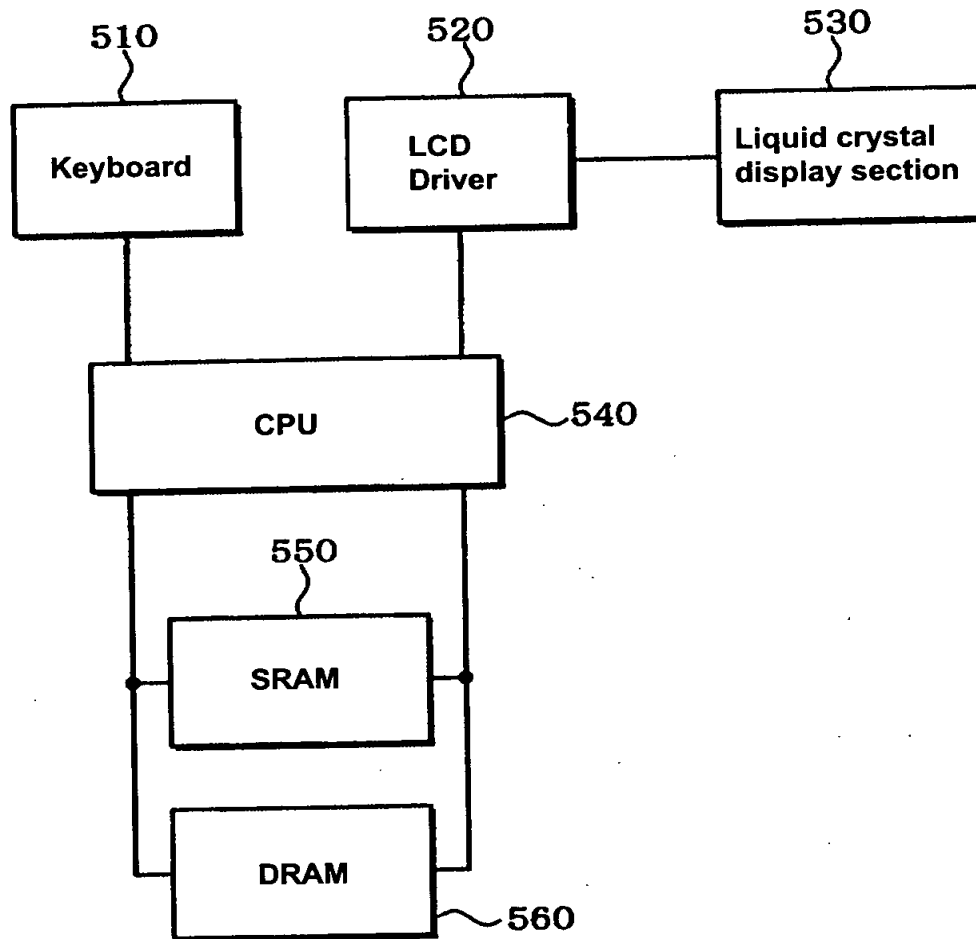 510
520
530
Keyboard
LCD
Driver
Liquid crystal
display section
CPU
540
550
SRAM
DRAM
560